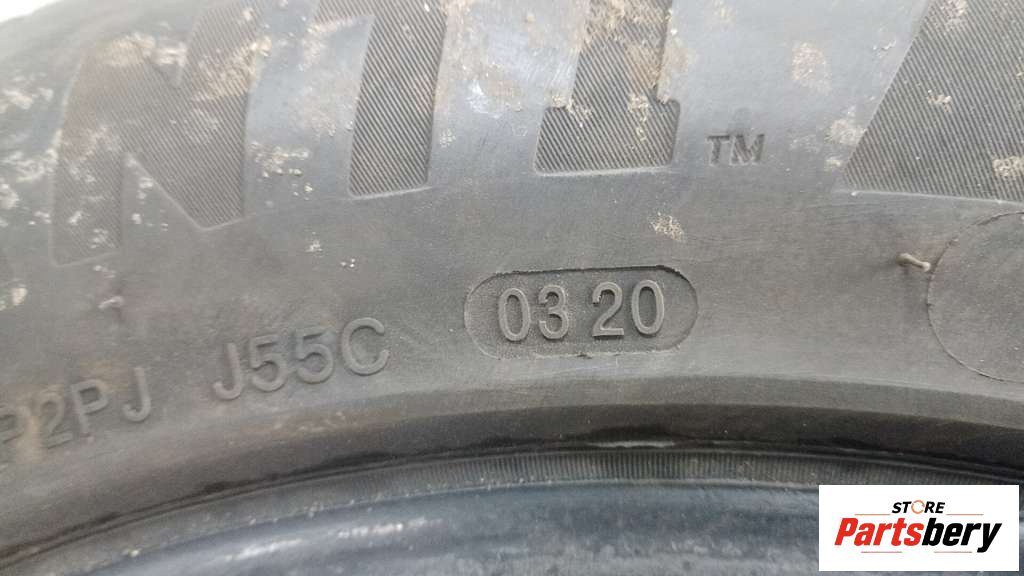 TM
P2PJ J55C 03 20
STORE
Partsbery